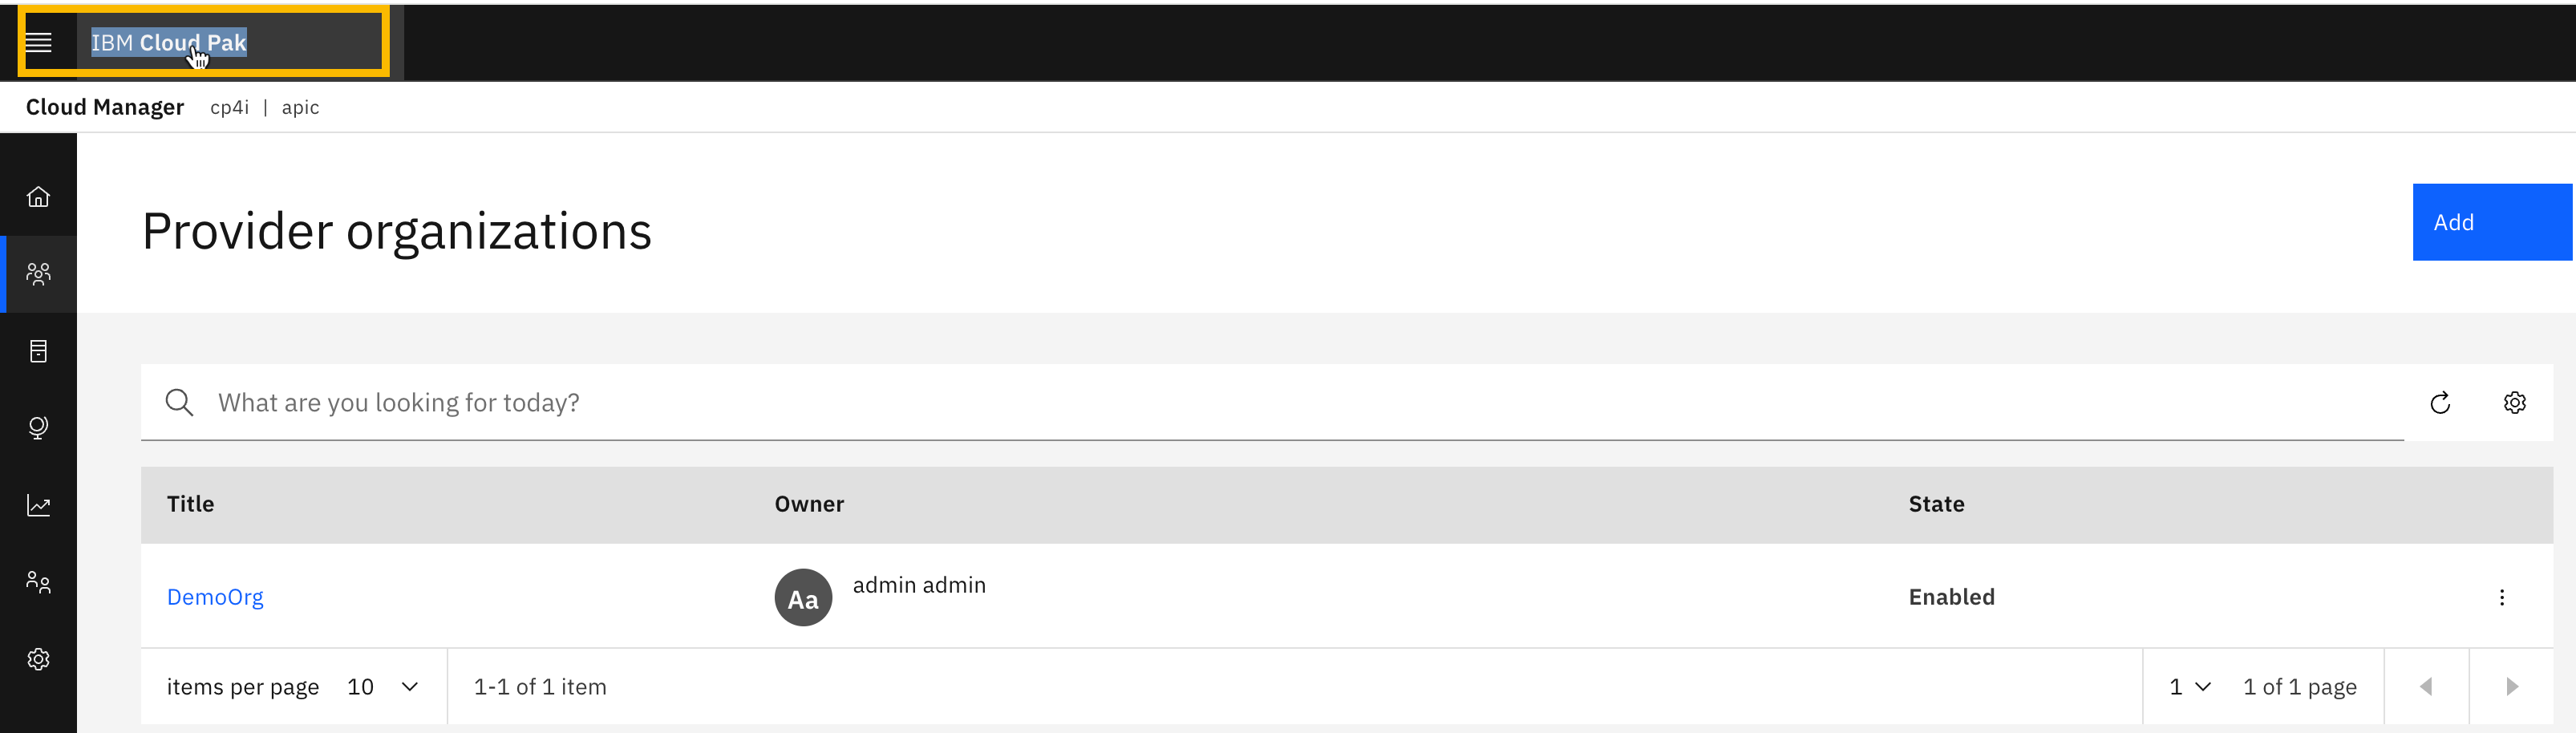 IBM Cloud Pak
Cloud Manager cp4i | apic
Provider organizations
Add
What are you looking for today?
Title Owner State
DemoOrg Aa admin admin Enabled
items per page 10 1-1 of 1 item 1 1 of 1 page